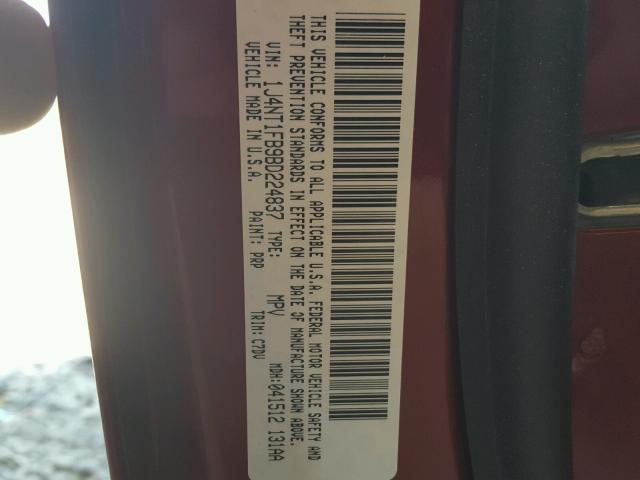 THIS VEHICLE CONFORMS TO ALL APPLICABLE U.S.A. FEDERAL MOTOR VEHICLE SAFETY AND
THEFT PREVENTION STANDARDS IN EFFECT ON THE DATE OF MANUFACTURE SHOWN ABOVE.
VIN: 1J4NT1FB9BD224837 TYPE: MPV MDH:041512 131AA
VEHICLE MADE IN U.S.A. PAINT: PRP TRIM: C7DV